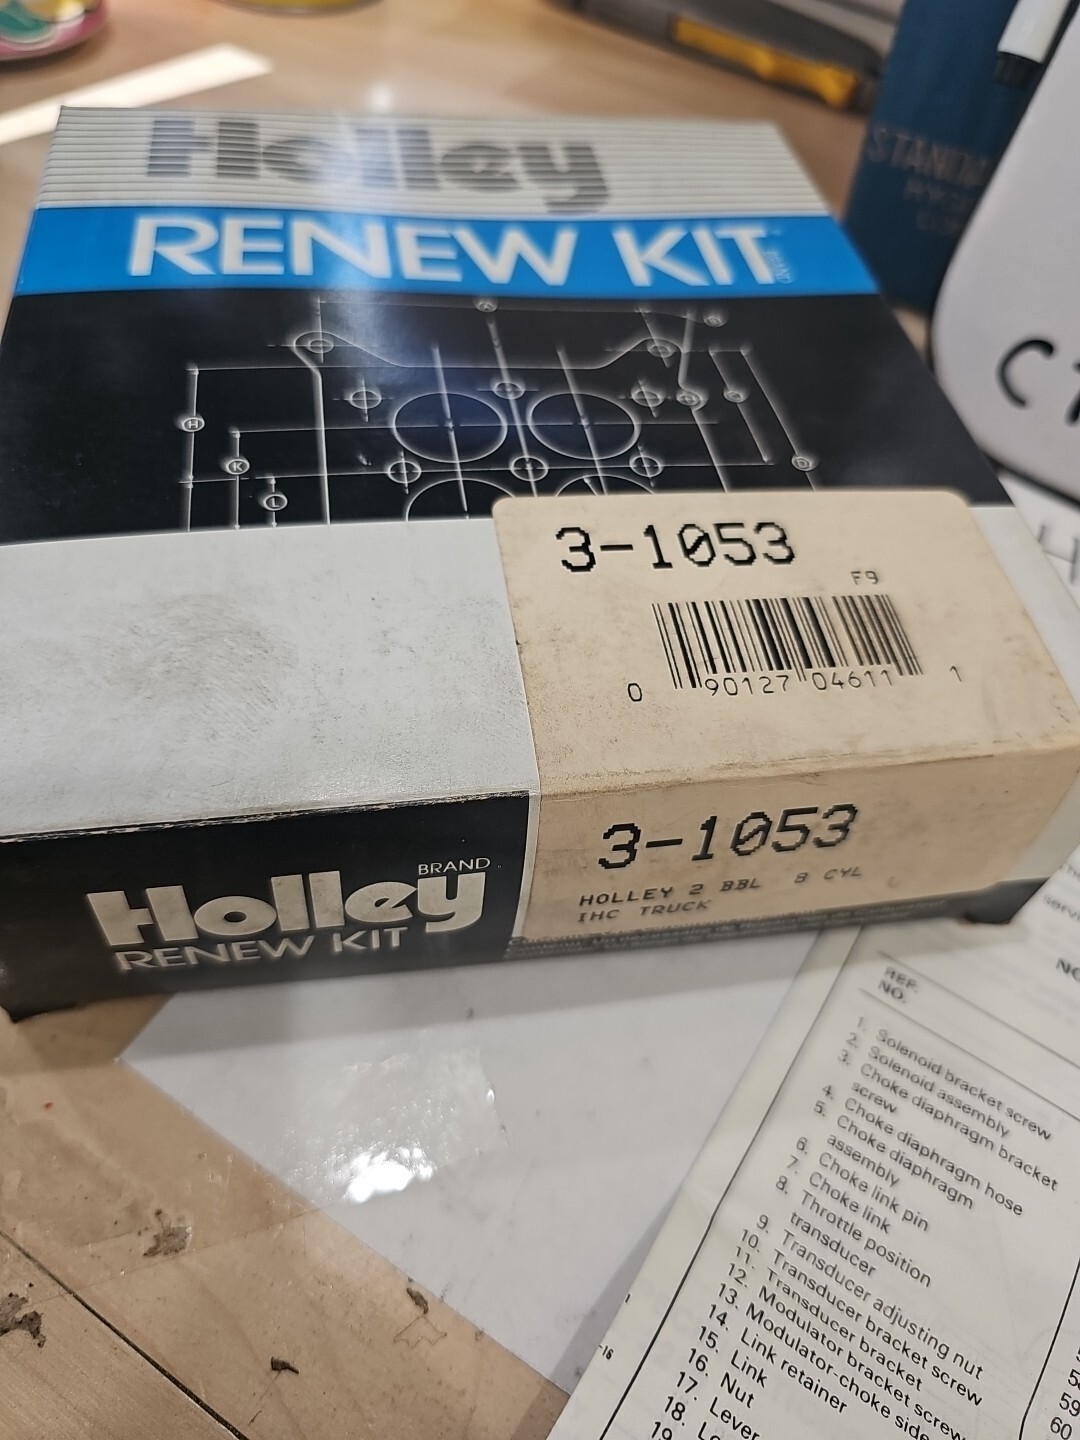 Holley
RENEW KIT
3-1053
F9
0 90127 04611 1
3-1053
HOLLEY 2 BBL 8 CYL
IHC TRUCK
Holley
BRAND
RENEW KIT
REF.
NO.
1. Solenoid bracket screw
2. Solenoid assembly
3. Choke diaphragm bracket
screw
4. Choke diaphragm hose
5. Choke diaphragm
assembly
6. Choke link pin
7. Choke link
8. Throttle position
transducer
9. Transducer adjusting nut
10. Transducer bracket screw
11. Transducer bracket
12. Modulator bracket screw
13. Modulator-choke side
14. Link retainer
15. Link
16. Nut
17. Lever
18.
19.
59
60